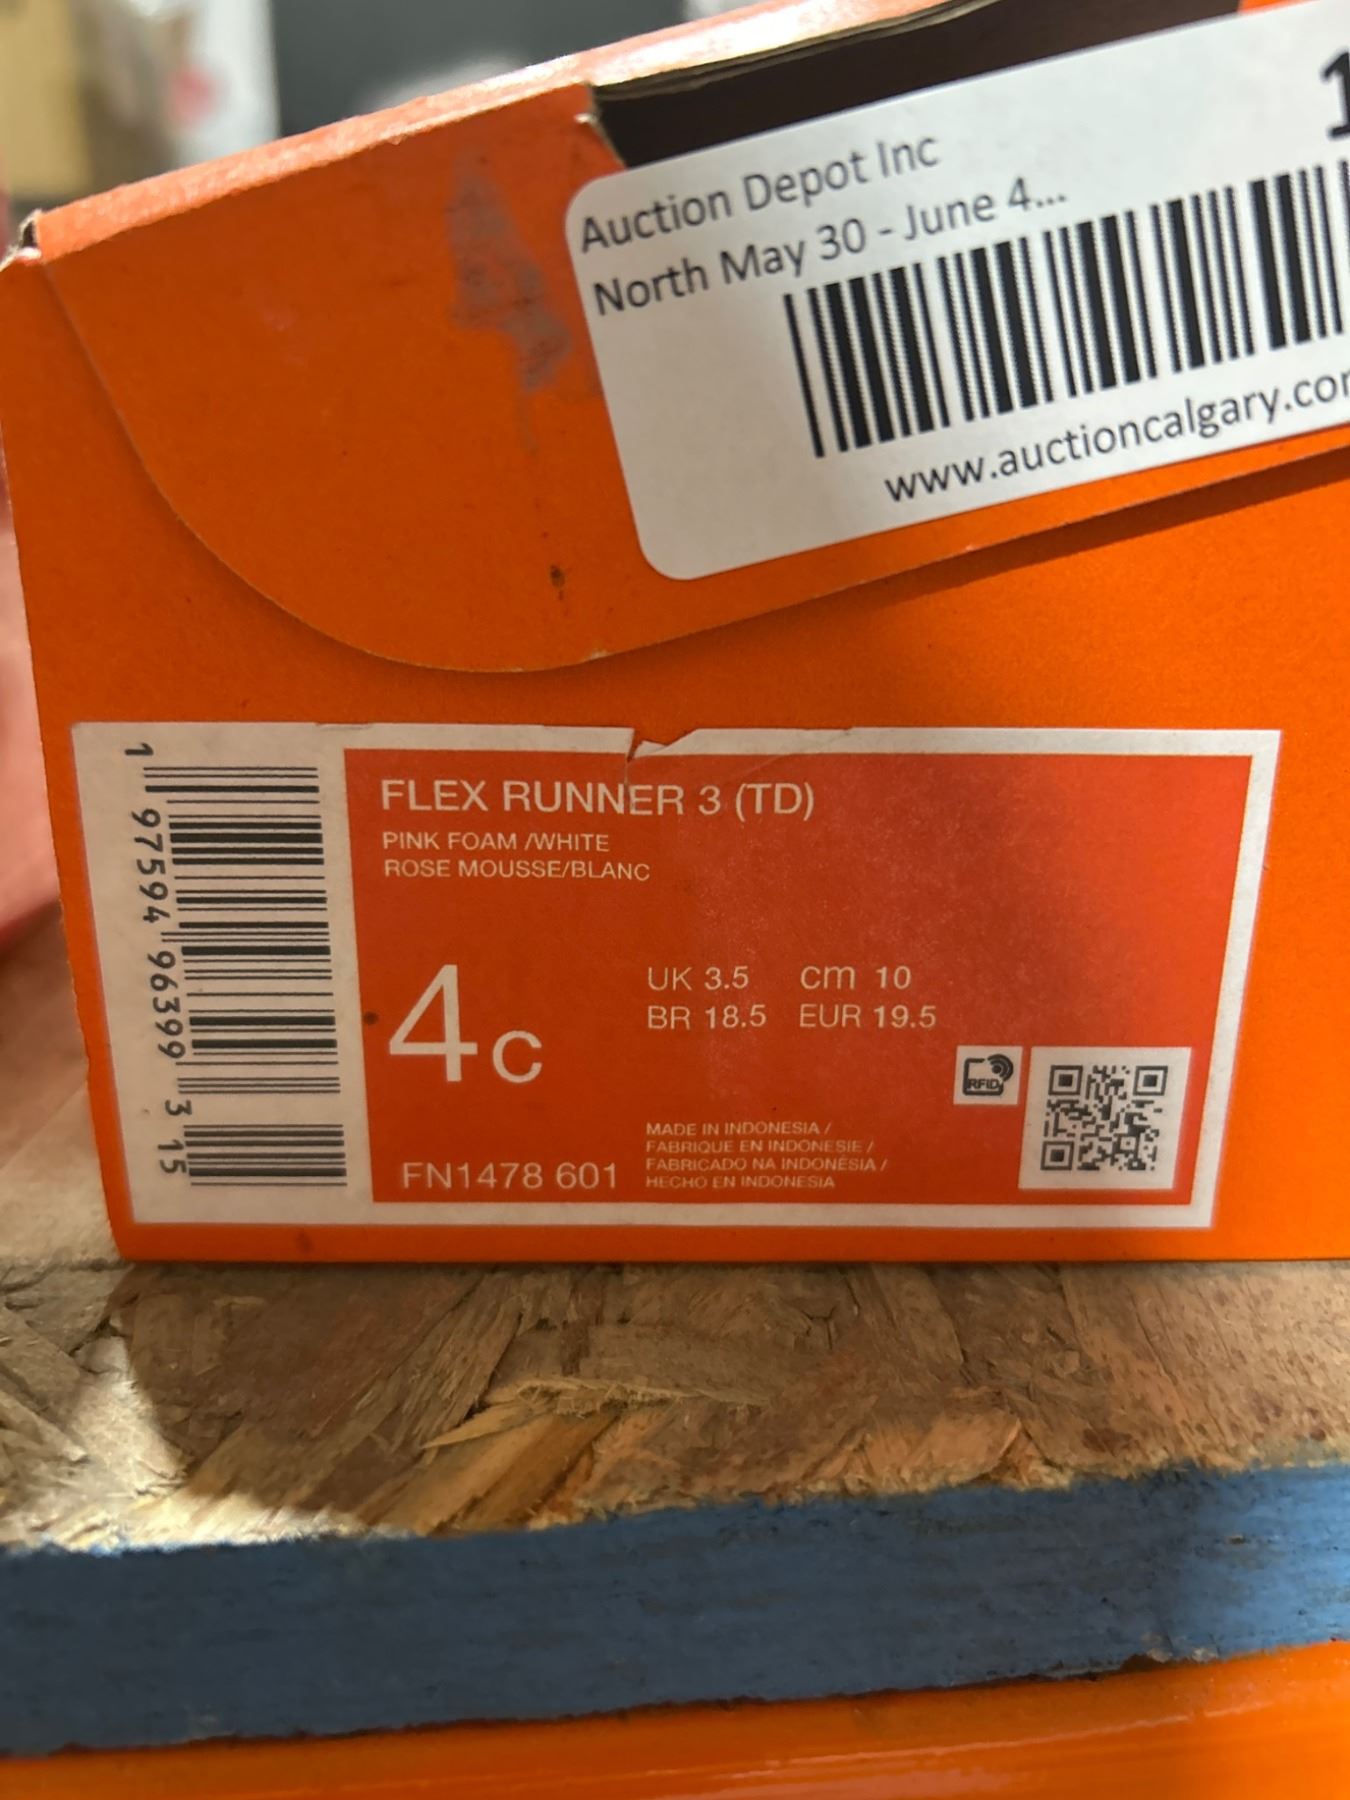 1
Auction Depot Inc
North May 30 - June 4...
www.auctioncalgary.co
FLEX RUNNER 3 (TD)
PINK FOAM /WHITE
ROSE MOUSSE/BLANC
4C
UK 3.5 cm 10
BR 18.5 EUR 19.5
RFID
MADE IN INDONESIA /
FABRIQUE EN INDONESIE /
FABRICADO NA INDONÉSIA /
HECHO EN INDONESIA
FN1478 601
1 97594 96399 3 15